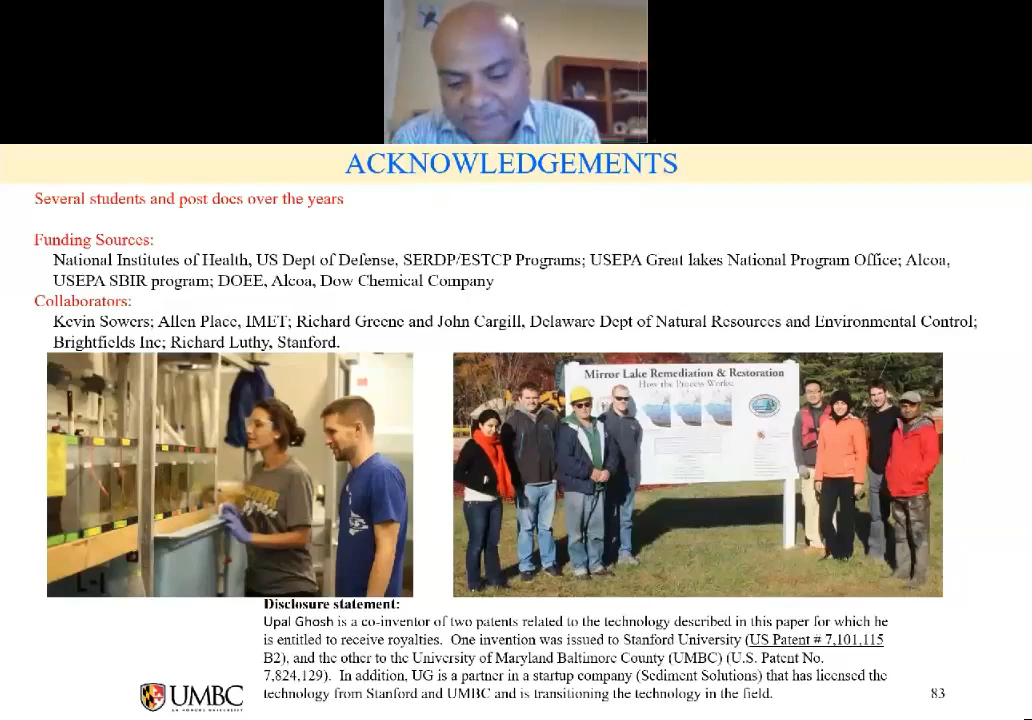 ACKNOWLEDGEMENTS
Several students and post docs over the years
Funding Sources:
National Institutes of Health, US Dept of Defense, SERDP/ESTCP Programs; USEPA Great lakes National Program Office; Alcoa,
USEPA SBIR program; DOEE, Alcoa, Dow Chemical Company
Collaborators:
Kevin Sowers; Allen Place, IMET; Richard Greene and John Cargill, Delaware Dept of Natural Resources and Environmental Control;
Brightfields Inc; Richard Luthy, Stanford.
Mirror Lake Remediation & Restoration
How the Process Works:
Disclosure statement:
Upal Ghosh is a co-inventor of two patents related to the technology described in this paper for which he
is entitled to receive royalties. One invention was issued to Stanford University (US Patent # 7,101,115
B2), and the other to the University of Maryland Baltimore County (UMBC) (U.S. Patent No.
7,824,129). In addition, UG is a partner in a startup company (Sediment Solutions) that has licensed the
technology from Stanford and UMBC and is transitioning the technology in the field.
UMBC
AN HONORS UNIVERSITY
83